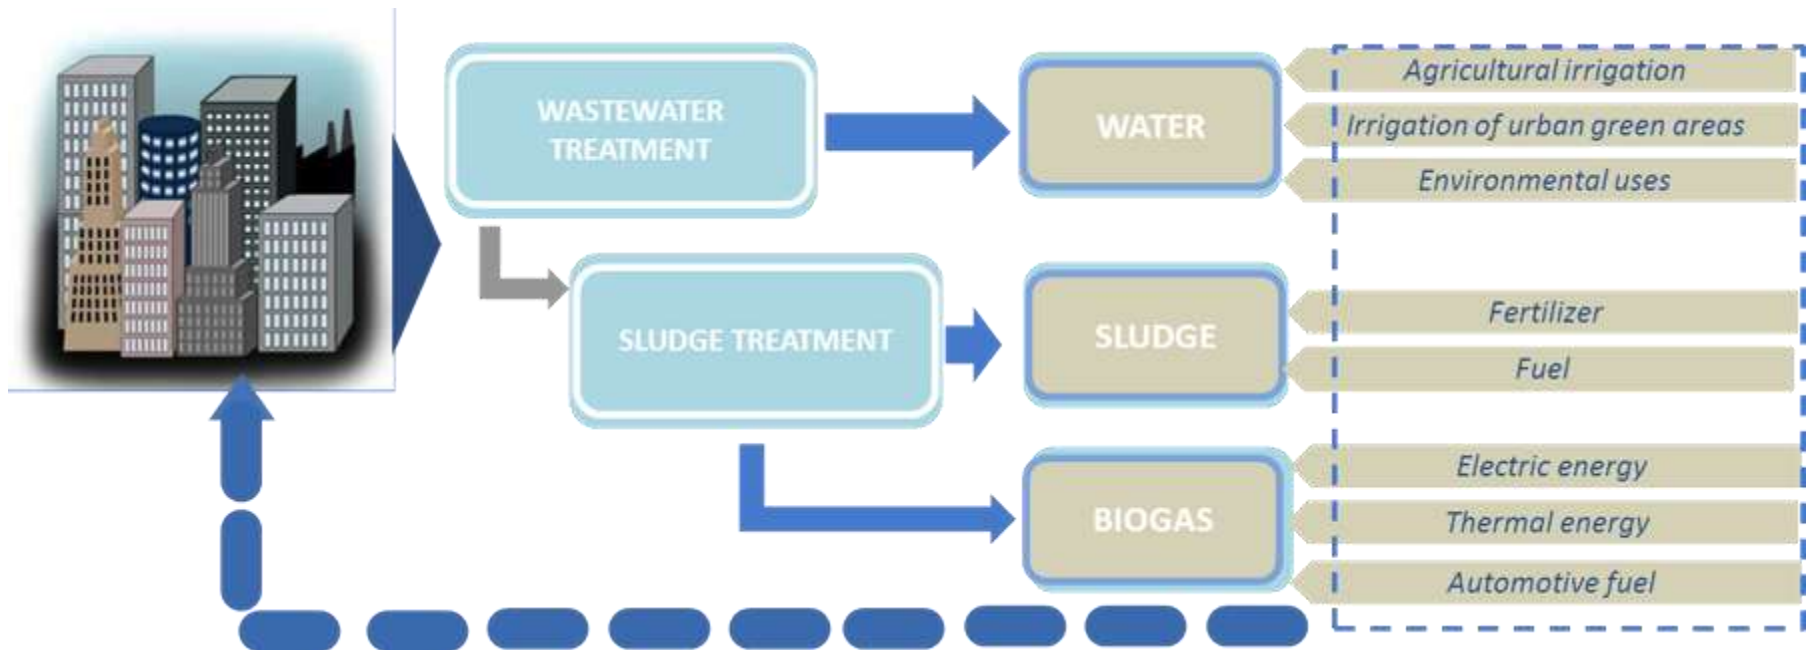 WASTEWATER
TREATMENT
WATER
Agricultural irrigation
Irrigation of urban green areas
Environmental uses
SLUDGE TREATMENT
SLUDGE
Fertilizer
Fuel
BIOGAS
Electric energy
Thermal energy
Automotive fuel